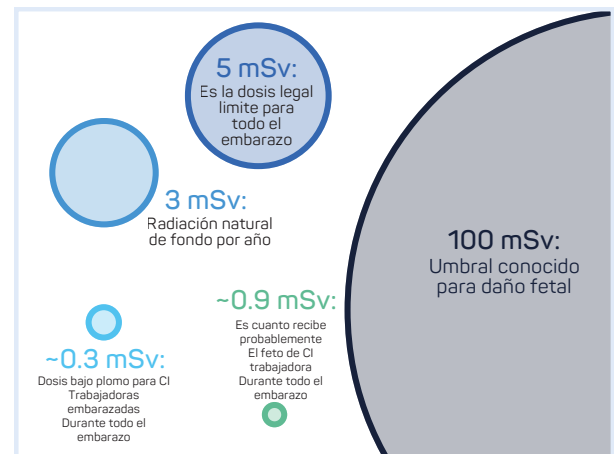 5 mSv:
Es la dosis legal
limite para
todo el
embarazo
3 mSv:
Radiación natural
de fondo por año
100 mSv:
Umbral conocido
para daño fetal
~0.9 mSv:
Es cuanto recibe
probablemente
El feto de CI
trabajadora
Durante todo el
embarazo
~0.3 mSv:
Dosis bajo plomo para CI
Trabajadoras
embarazadas
Durante todo el
embarazo